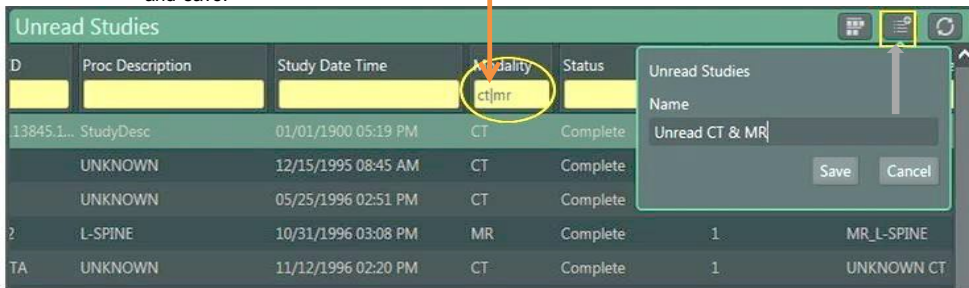 and save.
Unread Studies
D Proc Description Study Date Time Modality Status
ct|mr
.13845.1... StudyDesc 01/01/1900 05:19 PM CT Complete
UNKNOWN 12/15/1995 08:45 AM CT Complete
UNKNOWN 05/25/1996 02:51 PM CT Complete
2 L-SPINE 10/31/1996 03:08 PM MR Complete 1 MR_L-SPINE
TA UNKNOWN 11/12/1996 02:20 PM CT Complete 1 UNKNOWN CT
Unread Studies
Name
Unread CT & MR
Save Cancel